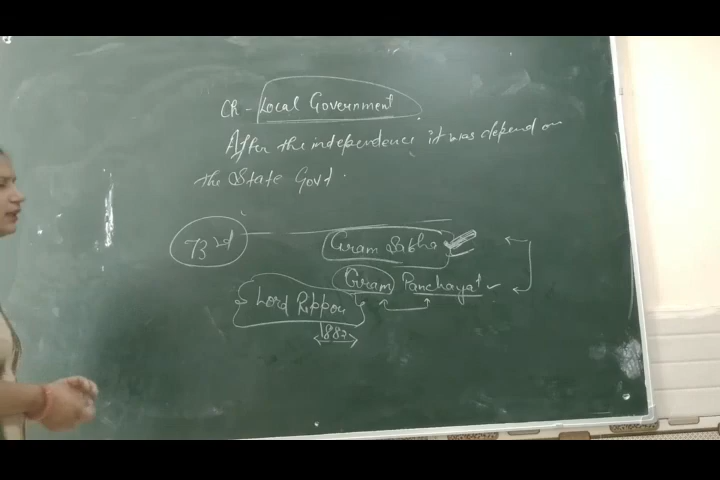 Ch - Local Government
After the independence it was depend on
the State Govt.
73rd Gram Sabha
Gram Panchayat
Lord Rippon
1882